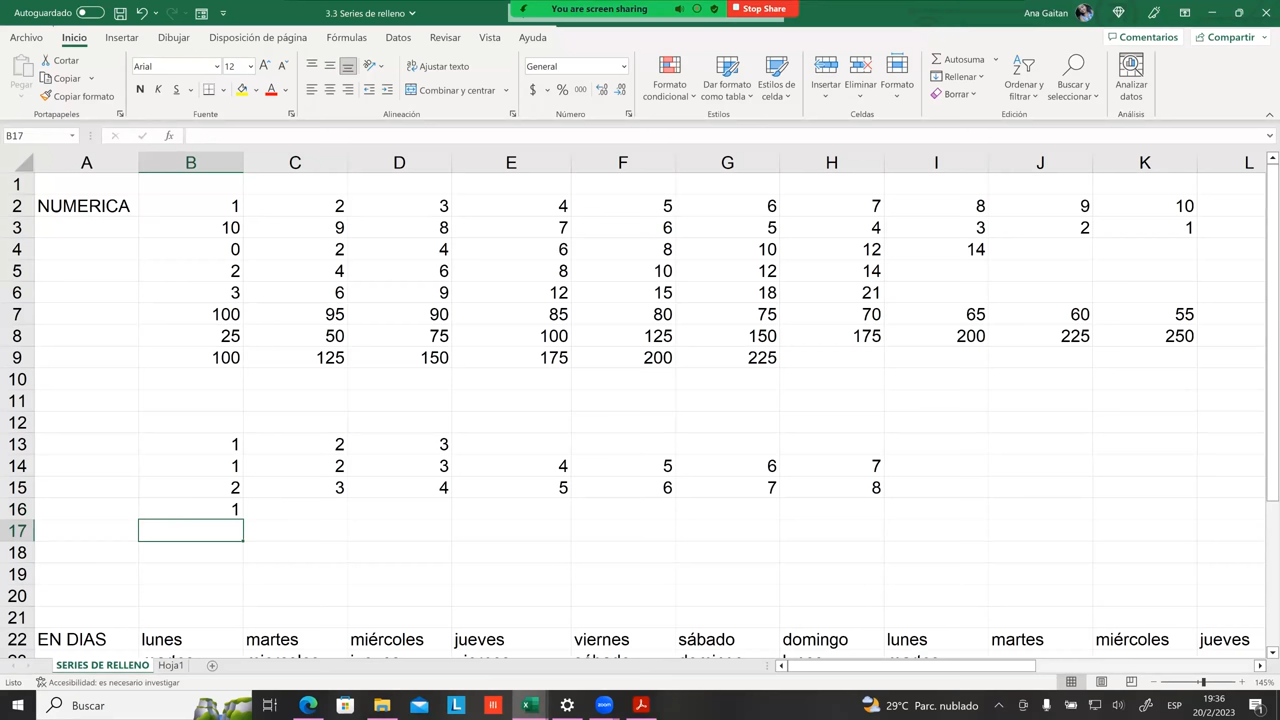 Autoguardado
3.3 Series de relleno
You are screen sharing
Stop Share
Ana Gaitan
Archivo Inicio Insertar Dibujar Disposición de página Fórmulas Datos Revisar Vista Ayuda
Comentarios Compartir
Pegar
Cortar
Copiar
Copiar formato
Portapapeles
Arial 12
N K S
Fuente
Ajustar texto
Combinar y centrar
Alineación
General
$ % 000
Número
Formato condicional
Dar formato como tabla
Estilos de celda
Estilos
Insertar Eliminar Formato
Celdas
Autosuma
Rellenar
Borrar
Ordenar y filtrar
Buscar y seleccionar
Edición
Analizar datos
Análisis
B17 fx
A B C D E F G H I J K L
1
2 NUMERICA 1 2 3 4 5 6 7 8 9 10
3 10 9 8 7 6 5 4 3 2 1
4 0 2 4 6 8 10 12 14
5 2 4 6 8 10 12 14
6 3 6 9 12 15 18 21
7 100 95 90 85 80 75 70 65 60 55
8 25 50 75 100 125 150 175 200 225 250
9 100 125 150 175 200 225
10
11
12
13 1 2 3
14 1 2 3 4 5 6 7
15 2 3 4 5 6 7 8
16 1
17
18
19
20
21
22 EN DIAS lunes martes miércoles jueves viernes sábado domingo lunes martes miércoles jueves
SERIES DE RELLENO Hoja1
Listo Accesibilidad: es necesario investigar
145%
Buscar
29°C Parc. nublado
ESP
19:36
20/2/2023